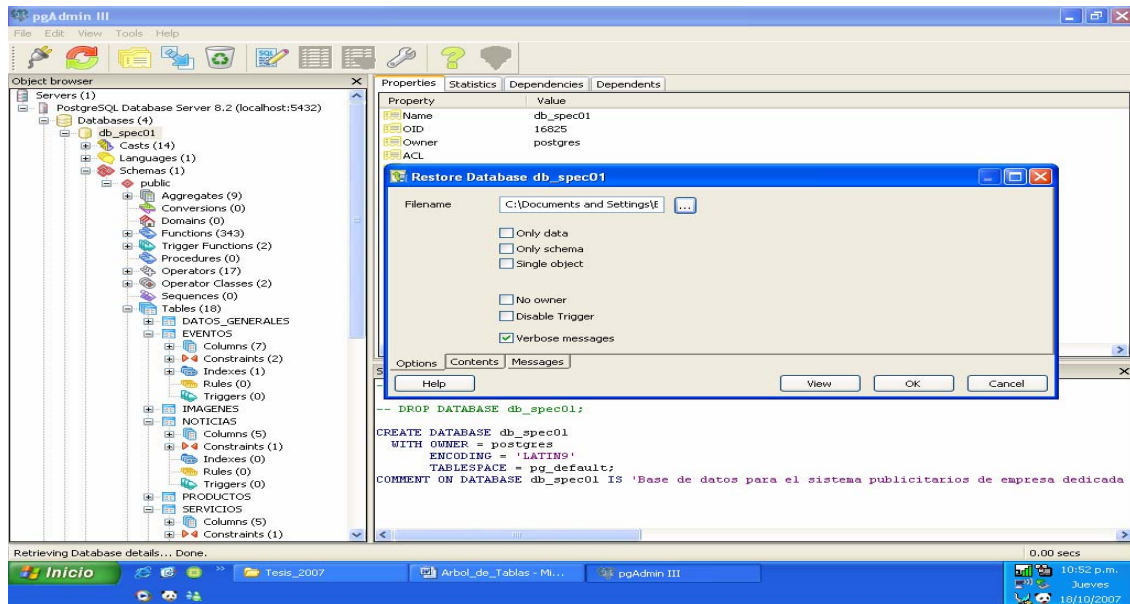 pgAdmin III
File Edit View Tools Help
SQL
Object browser
Servers (1)
PostgreSQL Database Server 8.2 (localhost:5432)
Databases (4)
db_spec01
Casts (14)
Languages (1)
Schemas (1)
public
Aggregates (9)
Conversions (0)
Domains (0)
Functions (343)
Trigger Functions (2)
Procedures (0)
Operators (17)
Operator Classes (2)
Sequences (0)
Tables (18)
DATOS_GENERALES
EVENTOS
Columns (7)
Constraints (2)
Indexes (1)
Rules (0)
Triggers (0)
IMAGENES
NOTICIAS
Columns (5)
Constraints (1)
Indexes (0)
Rules (0)
Triggers (0)
PRODUCTOS
SERVICIOS
Columns (5)
Constraints (1)
Properties Statistics Dependencies Dependents
Property Value
Name db_spec01
OID 16825
Owner postgres
ACL
Restore Database db_spec01
Filename C:\Documents and Settings\E ...
Only data
Only schema
Single object
No owner
Disable Trigger
Verbose messages
Options Contents Messages
Help View OK Cancel
-- DROP DATABASE db_spec01;
CREATE DATABASE db_spec01
WITH OWNER = postgres
ENCODING = 'LATIN9'
TABLESPACE = pg_default;
COMMENT ON DATABASE db_spec01 IS 'Base de datos para el sistema publicitarios de empresa dedicada
Retrieving Database details... Done. 0.00 secs
Inicio Tesis_2007 Arbol_de_Tablas - Mi... pgAdmin III 10:52 p.m.
Jueves
18/10/2007